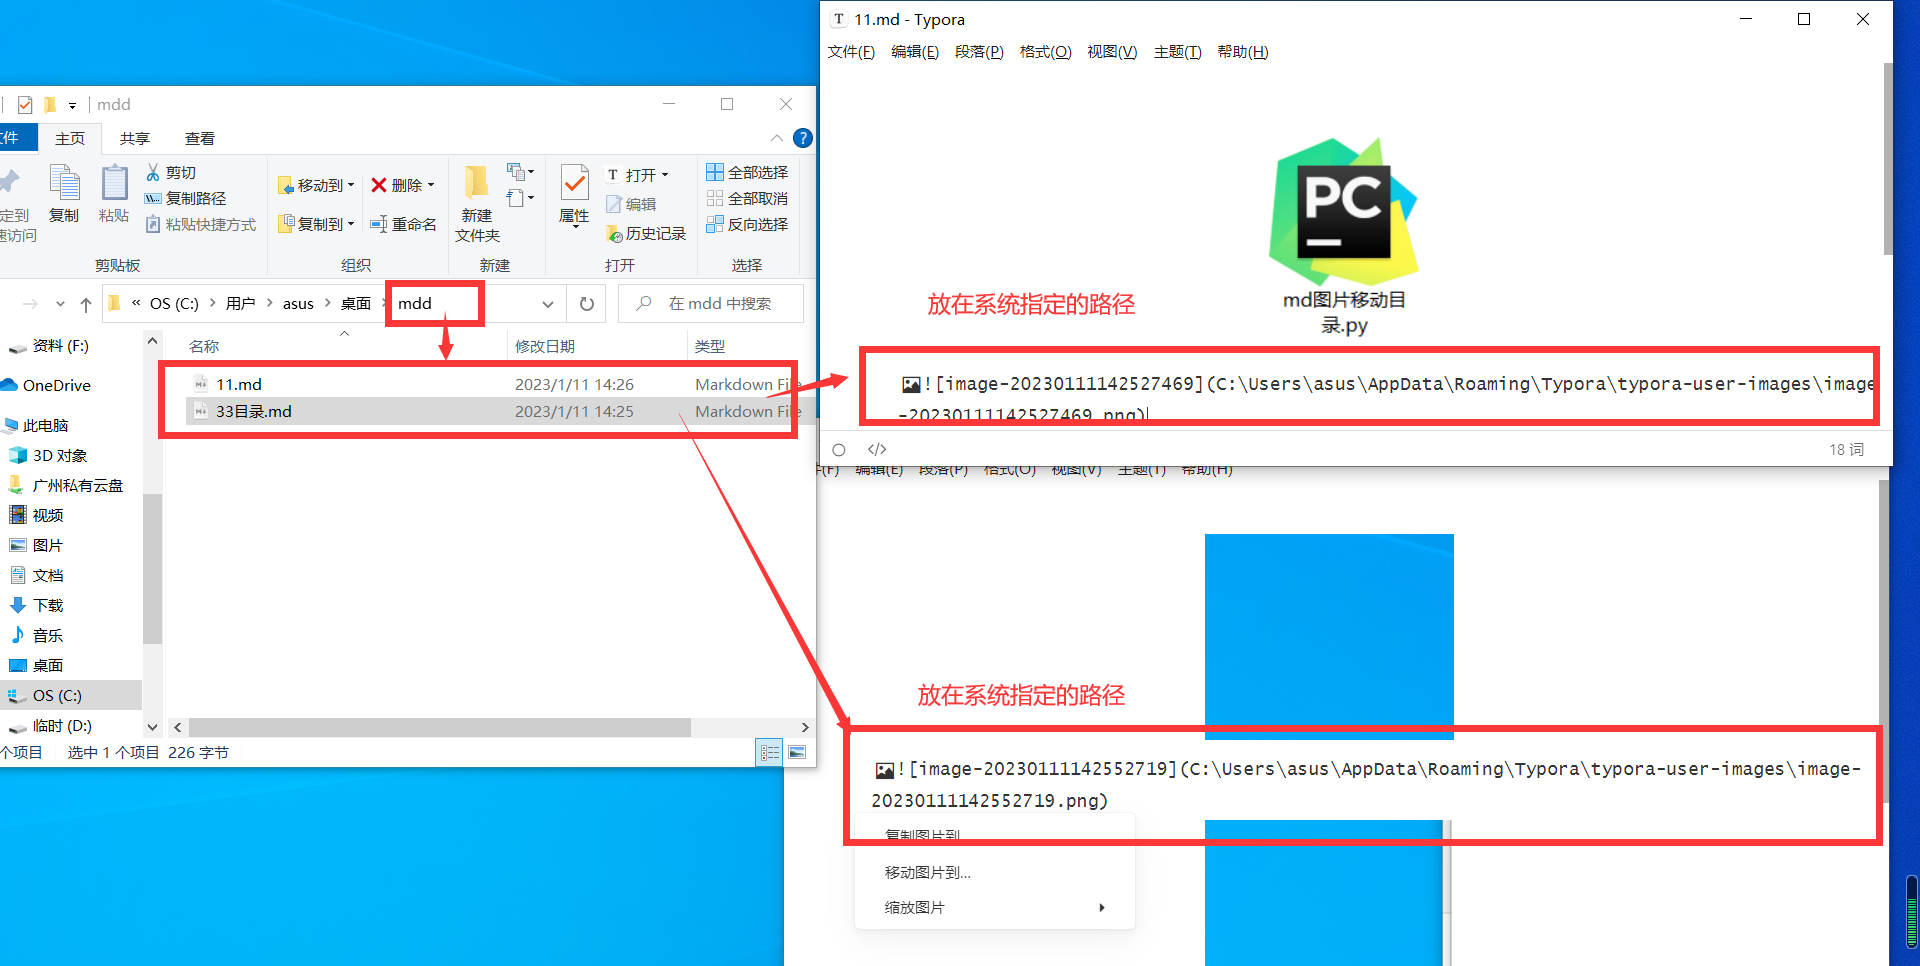 mdd
文件
主页
共享
查看
剪切
复制路径
粘贴快捷方式
定到
速访问
复制
粘贴
剪贴板
移动到
复制到
删除
重命名
组织
新建
文件夹
新建
属性
打开
编辑
历史记录
打开
全部选择
全部取消
反向选择
选择
« OS (C:) › 用户 › asus › 桌面 › mdd
在 mdd 中搜索
资料 (F:)
OneDrive
此电脑
3D 对象
广州私有云盘
视频
图片
文档
下载
音乐
桌面
OS (C:)
临时 (D:)
名称 修改日期 类型
11.md 2023/1/11 14:26 Markdown File
33目录.md 2023/1/11 14:25 Markdown File
个项目 选中 1 个项目 226 字节
T 11.md - Typora
文件(F) 编辑(E) 段落(P) 格式(O) 视图(V) 主题(T) 帮助(H)
PC
md图片移动目
录.py
放在系统指定的路径
![image-20230111142527469](C:\Users\asus\AppData\Roaming\Typora\typora-user-images\image
-20230111142527469.png)
18 词
件(F) 编辑(E) 段落(P) 格式(O) 视图(V) 主题(T) 帮助(H)
放在系统指定的路径
![image-20230111142552719](C:\Users\asus\AppData\Roaming\Typora\typora-user-images\image-
20230111142552719.png)
复制图片到...
移动图片到...
缩放图片